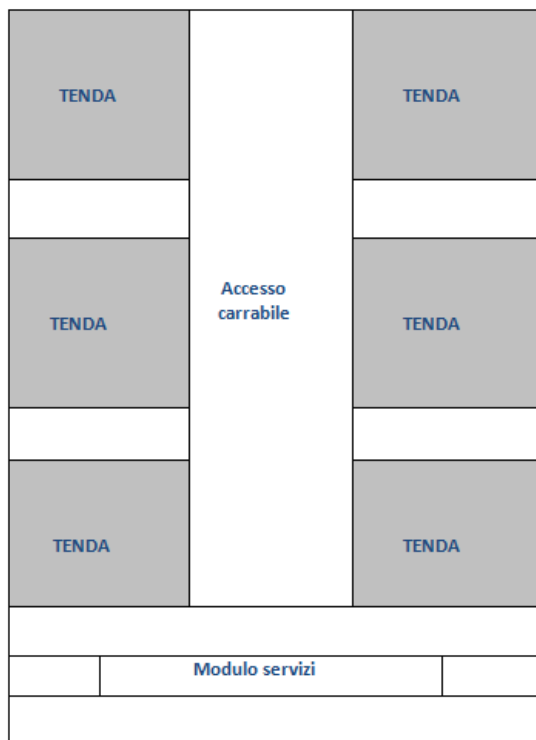 TENDA
TENDA
Accesso
carrabile
TENDA
TENDA
TENDA
TENDA
Modulo servizi